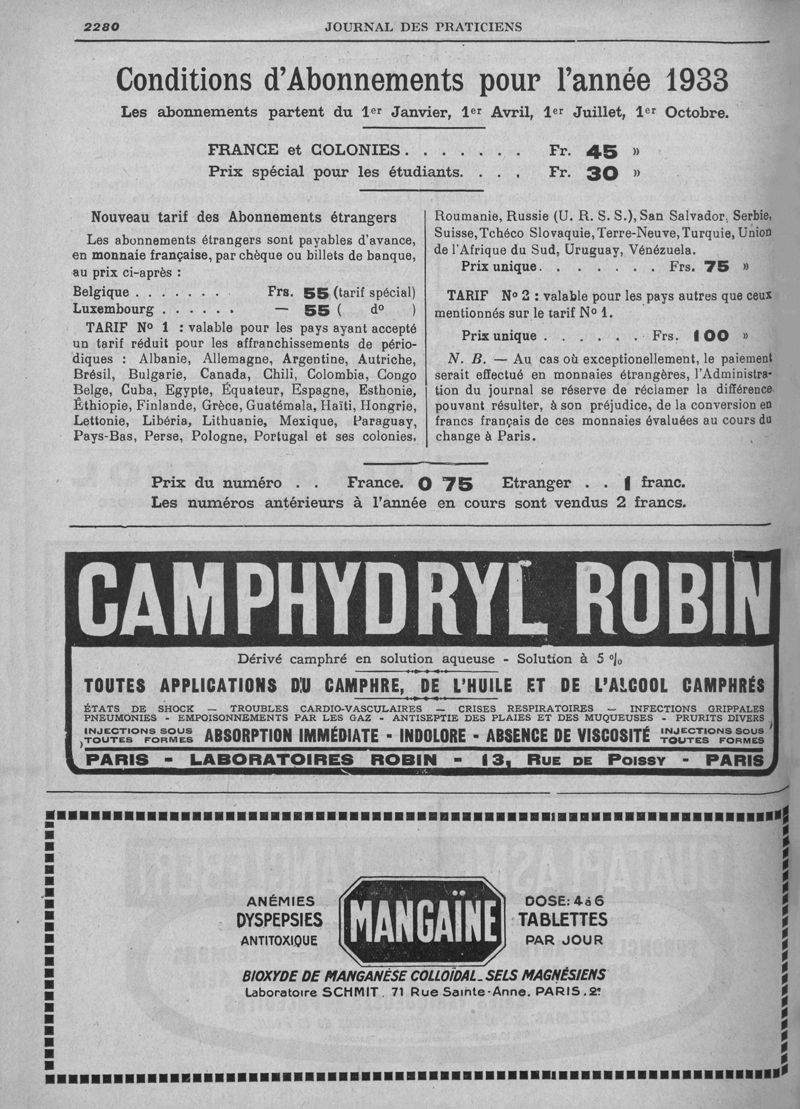 2280 JOURNAL DES PRATICIENS
Conditions d'Abonnements pour l'année 1933
Les abonnements partent du 1er Janvier, 1er Avril, 1er Juillet, 1er Octobre.
FRANCE et COLONIES. . . . . . . Fr. 45 »
Prix spécial pour les étudiants. . . . Fr. 30 »
Nouveau tarif des Abonnements étrangers
Les abonnements étrangers sont payables d'avance,
en monnaie française, par chèque ou billets de banque,
au prix ci-après :
Belgique . . . . . . . . Frs. 55 (tarif spécial)
Luxembourg . . . . . . — 55 ( do )
TARIF No 1 : valable pour les pays ayant accepté
un tarif réduit pour les affranchissements de pério-
diques : Albanie, Allemagne, Argentine, Autriche,
Brésil, Bulgarie, Canada, Chili, Colombia, Congo
Belge, Cuba, Egypte, Équateur, Espagne, Esthonie,
Éthiopie, Finlande, Grèce, Guatémala, Haïti, Hongrie,
Lettonie, Libéria, Lithuanie, Mexique, Paraguay,
Pays-Bas, Perse, Pologne, Portugal et ses colonies.
Roumanie, Russie (U. R. S. S.), San Salvador, Serbie,
Suisse, Tchéco Slovaquie, Terre-Neuve, Turquie, Union
de l'Afrique du Sud, Uruguay, Vénézuela.
Prix unique. . . . . . . . Frs. 75 »
TARIF No 2 : valable pour les pays autres que ceux
mentionnés sur le tarif No 1.
Prix unique . . . . . . . Frs. 100 »
N. B. — Au cas où exceptionellement, le paiement
serait effectué en monnaies étrangères, l'Administra-
tion du journal se réserve de réclamer la différence
pouvant résulter, à son préjudice, de la conversion en
francs français de ces monnaies évaluées au cours du
change à Paris.
Prix du numéro . . France. 0 75 Etranger . . 1 franc.
Les numéros antérieurs à l'année en cours sont vendus 2 francs.
CAMPHYDRYL ROBIN
Dérivé camphré en solution aqueuse - Solution à 5 %
TOUTES APPLICATIONS DU CAMPHRE, DE L'HUILE ET DE L'ALCOOL CAMPHRÉS
ÉTATS DE SHOCK — TROUBLES CARDIO-VASCULAIRES — CRISES RESPIRATOIRES — INFECTIONS GRIPPALES
PNEUMONIES - EMPOISONNEMENTS PAR LES GAZ - ANTISEPTIE DES PLAIES ET DES MUQUEUSES - PRURITS DIVERS
INJECTIONS SOUS TOUTES FORMES ABSORPTION IMMÉDIATE - INDOLORE - ABSENCE DE VISCOSITÉ INJECTIONS SOUS TOUTES FORMES
PARIS - LABORATOIRES ROBIN - 13, RUE DE POISSY - PARIS
ANÉMIES
DYSPEPSIES
ANTITOXIQUE
MANGAÏNE
DOSE: 4 à 6
TABLETTES
PAR JOUR
BIOXYDE DE MANGANÈSE COLLOÏDAL_SELS MAGNÉSIENS
Laboratoire SCHMIT. 71 Rue Sainte-Anne. PARIS.2e